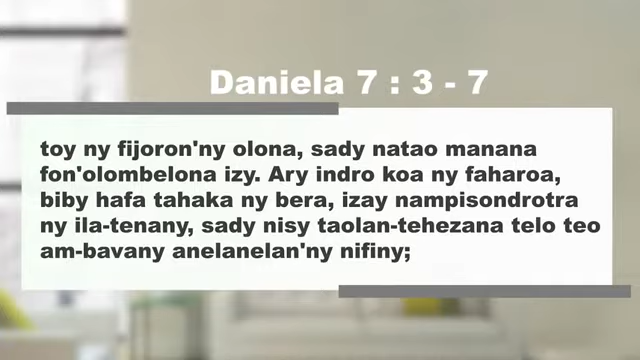 Daniela 7 : 3 - 7
toy ny fijoron'ny olona, sady natao manana
fon'olombelona izy. Ary indro koa ny faharoa,
biby hafa tahaka ny bera, izay nampisondrotra
ny ila-tenany, sady nisy taolan-tehezana telo teo
am-bavany anelanelan'ny nifiny;